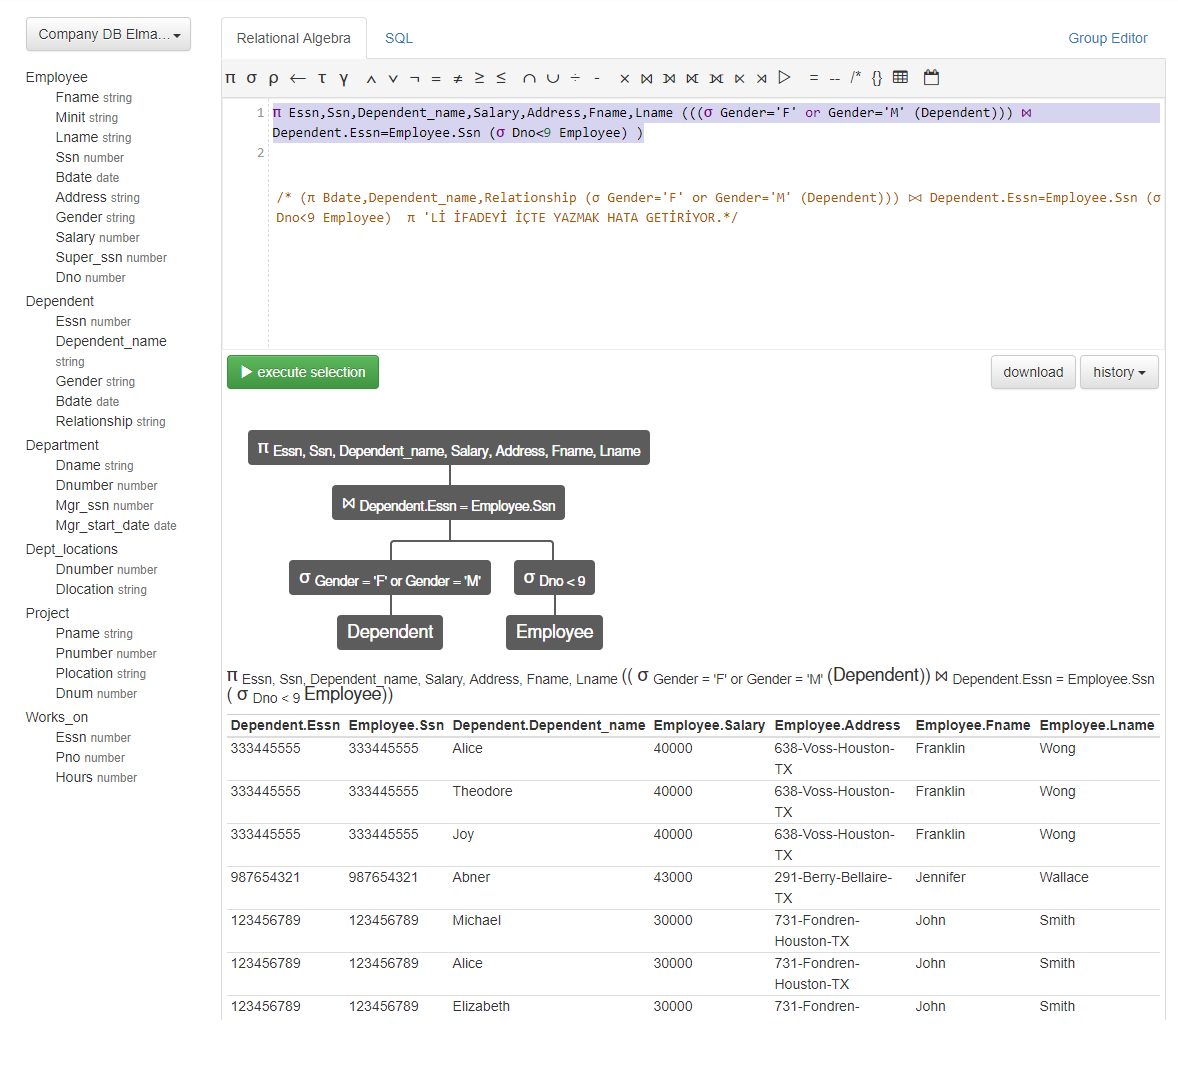 Company DB Elma...
Relational Algebra
SQL
Group Editor
Employee
Fname string
Minit string
Lname string
Ssn number
Bdate date
Address string
Gender string
Salary number
Super_ssn number
Dno number
Dependent
Essn number
Dependent_name
string
Gender string
Bdate date
Relationship string
Department
Dname string
Dnumber number
Mgr_ssn number
Mgr_start_date date
Dept_locations
Dnumber number
Dlocation string
Project
Pname string
Pnumber number
Plocation string
Dnum number
Works_on
Essn number
Pno number
Hours number
π σ ρ ← τ γ ∧ ∨ ¬ = ≠ ≥ ≤ ∩ ∪ ÷ - × ⋈ ⟗ ⟕ ⟖ ⋉ ⋊ ▷ = -- /* {}
1 π Essn,Ssn,Dependent_name,Salary,Address,Fname,Lname (((σ Gender='F' or Gender='M' (Dependent))) ⋈
Dependent.Essn=Employee.Ssn (σ Dno<9 Employee) )
2
/* (π Bdate,Dependent_name,Relationship (σ Gender='F' or Gender='M' (Dependent))) ⋈ Dependent.Essn=Employee.Ssn (σ
Dno<9 Employee) π 'Lİ İFADEYİ İÇTE YAZMAK HATA GETİRİYOR.*/
execute selection
download
history
π Essn, Ssn, Dependent_name, Salary, Address, Fname, Lname
⋈ Dependent.Essn = Employee.Ssn
σ Gender = 'F' or Gender = 'M'
σ Dno < 9
Dependent
Employee
π Essn, Ssn, Dependent_name, Salary, Address, Fname, Lname (( σ Gender = 'F' or Gender = 'M' (Dependent)) ⋈ Dependent.Essn = Employee.Ssn
( σ Dno < 9 Employee))
Dependent.Essn Employee.Ssn Dependent.Dependent_name Employee.Salary Employee.Address Employee.Fname Employee.Lname
333445555 333445555 Alice 40000 638-Voss-Houston- Franklin Wong
TX
333445555 333445555 Theodore 40000 638-Voss-Houston- Franklin Wong
TX
333445555 333445555 Joy 40000 638-Voss-Houston- Franklin Wong
TX
987654321 987654321 Abner 43000 291-Berry-Bellaire- Jennifer Wallace
TX
123456789 123456789 Michael 30000 731-Fondren- John Smith
Houston-TX
123456789 123456789 Alice 30000 731-Fondren- John Smith
Houston-TX
123456789 123456789 Elizabeth 30000 731-Fondren- John Smith